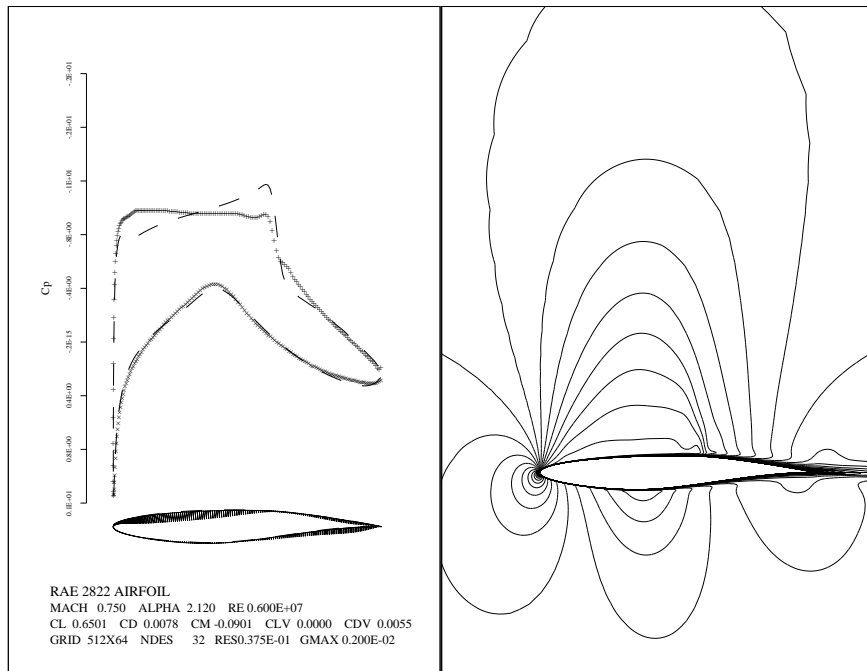 -.2E+01
-.2E+01
-.1E+01
-.8E+00
-.4E+00
Cp
-.2E-15
0.4E+00
0.8E+00
0.1E+01
RAE 2822 AIRFOIL
MACH 0.750 ALPHA 2.120 RE 0.600E+07
CL 0.6501 CD 0.0078 CM -0.0901 CLV 0.0000 CDV 0.0055
GRID 512X64 NDES 32 RES0.375E-01 GMAX 0.200E-02